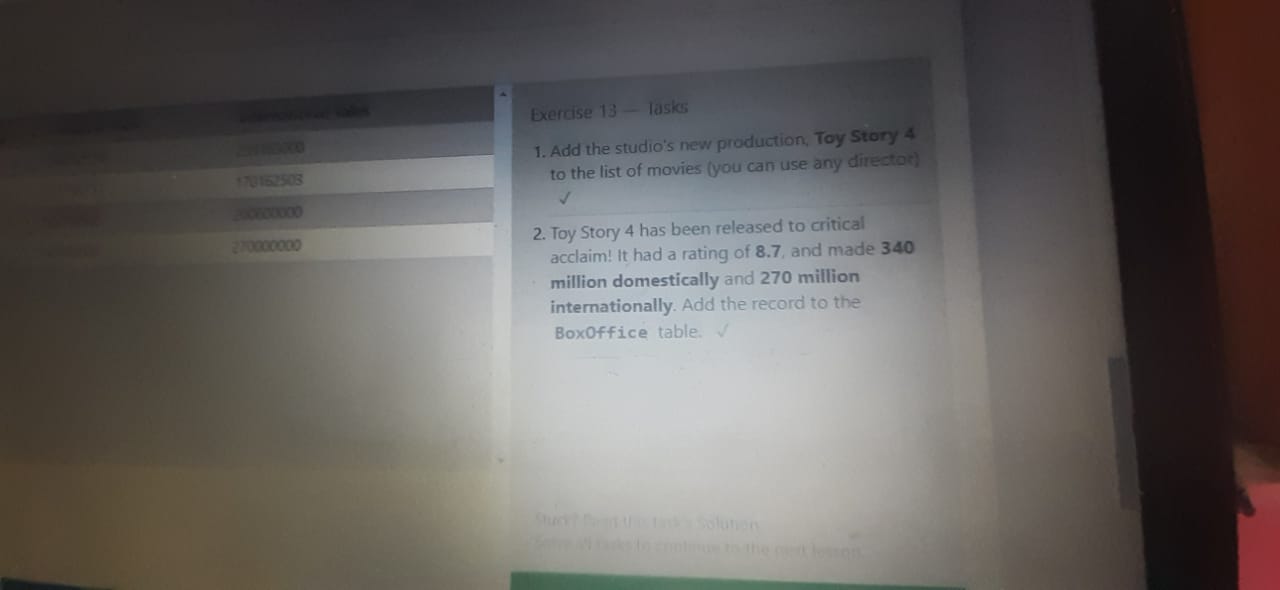 170162503
270000000
Exercise 13 — Tasks
1. Add the studio's new production, Toy Story 4
to the list of movies (you can use any director)
✓
2. Toy Story 4 has been released to critical
acclaim! It had a rating of 8.7, and made 340
million domestically and 270 million
internationally. Add the record to the
BoxOffice table. ✓
Stuck? Read this task's Solution.
Solve all tasks to continue to the next lesson.